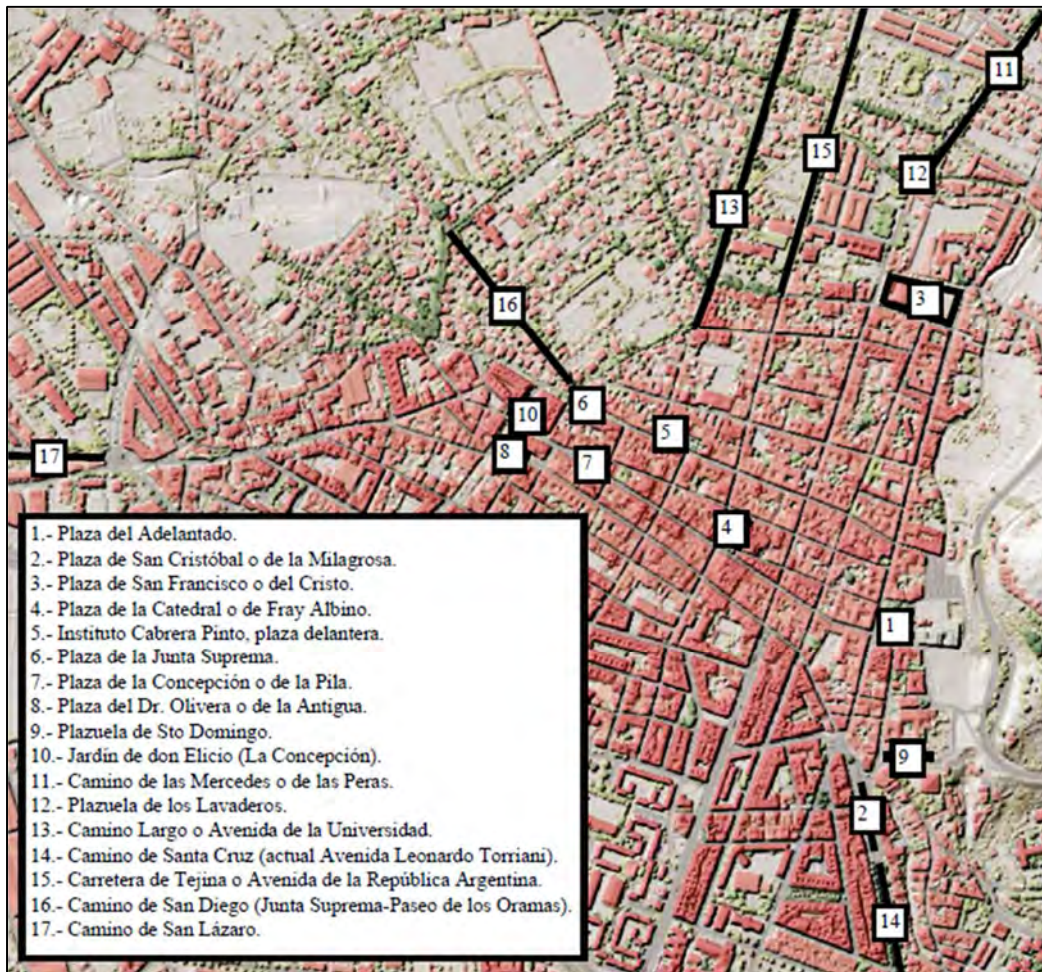 11
15
12
13
3
16
6
10
5
8
7
17
4
1
9
2
14
1.- Plaza del Adelantado.
2.- Plaza de San Cristóbal o de la Milagrosa.
3.- Plaza de San Francisco o del Cristo.
4.- Plaza de la Catedral o de Fray Albino.
5.- Instituto Cabrera Pinto, plaza delantera.
6.- Plaza de la Junta Suprema.
7.- Plaza de la Concepción o de la Pila.
8.- Plaza del Dr. Olivera o de la Antigua.
9.- Plazuela de Sto Domingo.
10.- Jardín de don Elicio (La Concepción).
11.- Camino de las Mercedes o de las Peras.
12.- Plazuela de los Lavaderos.
13.- Camino Largo o Avenida de la Universidad.
14.- Camino de Santa Cruz (actual Avenida Leonardo Torriani).
15.- Carretera de Tejina o Avenida de la República Argentina.
16.- Camino de San Diego (Junta Suprema-Paseo de los Oramas).
17.- Camino de San Lázaro.